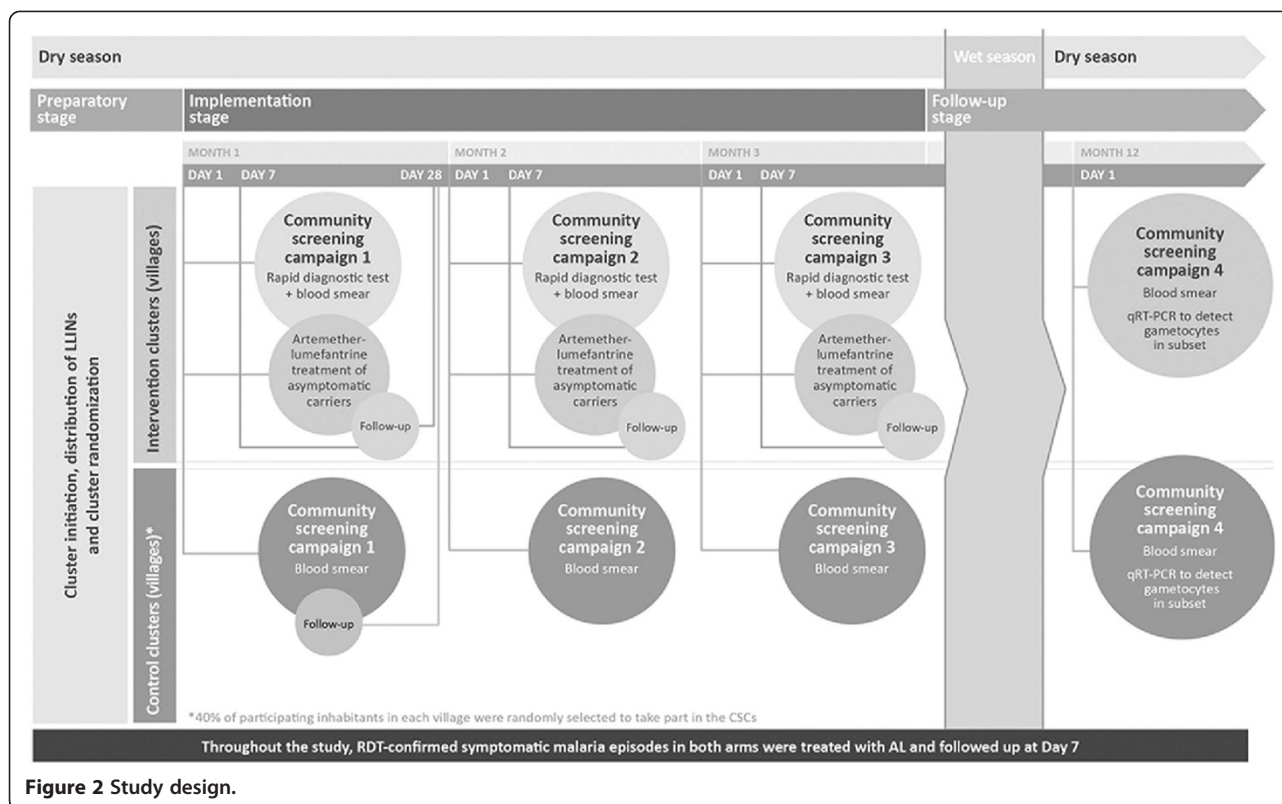 Dry season
Wet season
Dry season
Preparatory
stage
Implementation
stage
Follow-up
stage
MONTH 1
MONTH 2
MONTH 3
MONTH 12
DAY 1
DAY 7
DAY 28
DAY 1
DAY 7
DAY 1
DAY 7
DAY 1
Cluster initiation, distribution of LLINs
and cluster randomization
Intervention clusters (villages)
Community
screening
campaign 1
Rapid diagnostic test
+ blood smear
Artemether-
lumefantrine
treatment of
asymptomatic
carriers
Follow-up
Community
screening
campaign 2
Rapid diagnostic test
+ blood smear
Artemether-
lumefantrine
treatment of
asymptomatic
carriers
Follow-up
Community
screening
campaign 3
Rapid diagnostic test
+ blood smear
Artemether-
lumefantrine
treatment of
asymptomatic
carriers
Follow-up
Community
screening
campaign 4
Blood smear
qRT-PCR to detect
gametocytes
in subset
Control clusters (villages)*
Community
screening
campaign 1
Blood smear
Follow-up
Community
screening
campaign 2
Blood smear
Community
screening
campaign 3
Blood smear
Community
screening
campaign 4
Blood smear
qRT-PCR to detect
gametocytes
in subset
*40% of participating inhabitants in each village were randomly selected to take part in the CSCs
Throughout the study, RDT-confirmed symptomatic malaria episodes in both arms were treated with AL and followed up at Day 7
Figure 2 Study design.